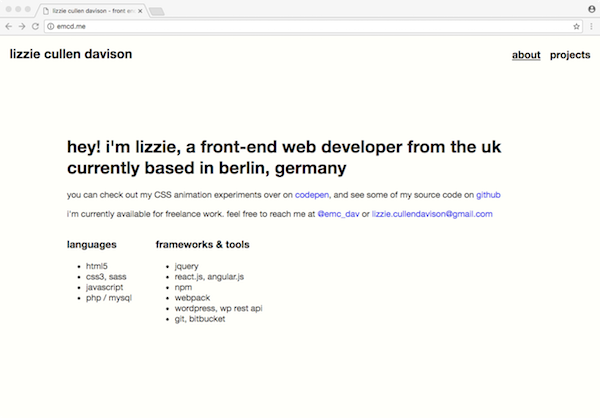 lizzie cullen davison - front en
emcd.me
lizzie cullen davison
about projects
hey! i'm lizzie, a front-end web developer from the uk
currently based in berlin, germany
you can check out my CSS animation experiments over on codepen, and see some of my source code on github
i'm currently available for freelance work. feel free to reach me at @emc_dav or lizzie.cullendavison@gmail.com
languages
html5
css3, sass
javascript
php / mysql
frameworks & tools
jquery
react.js, angular.js
npm
webpack
wordpress, wp rest api
git, bitbucket